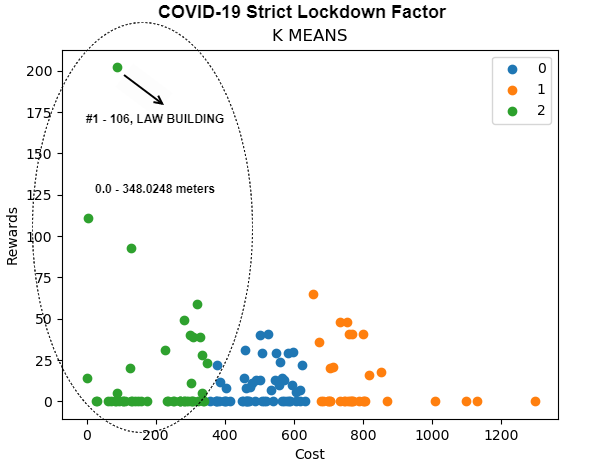 COVID-19 Strict Lockdown Factor
K MEANS
0
1
2
200
175
150
125
100
75
50
25
0
Rewards
#1 - 106, LAW BUILDING
0.0 - 348.0248 meters
0 200 400 600 800 1000 1200
Cost